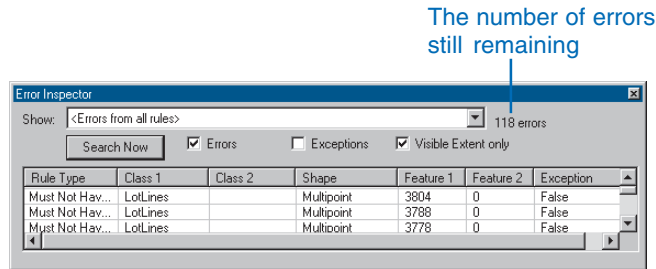 The number of errors
still remaining
Error Inspector
Show: <Errors from all rules> 118 errors
Search Now Errors Exceptions Visible Extent only
Rule Type Class 1 Class 2 Shape Feature 1 Feature 2 Exception
Must Not Hav... LotLines Multipoint 3804 0 False
Must Not Hav... LotLines Multipoint 3788 0 False
Must Not Hav... LotLines Multipoint 3778 0 False